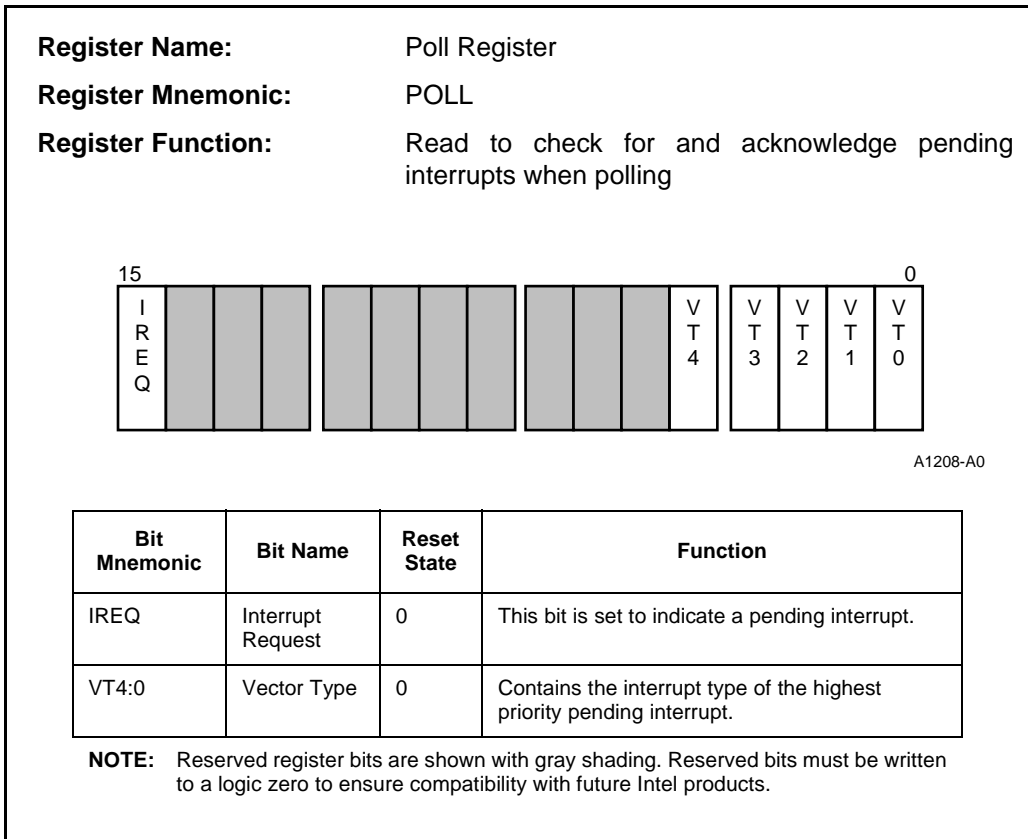 Register Name: Poll Register
Register Mnemonic: POLL
Register Function: Read to check for and acknowledge pending
interrupts when polling
15 0
I
R
E
Q
V
T
4
V
T
3
V
T
2
V
T
1
V
T
0
A1208-A0
Bit
Mnemonic
Bit Name
Reset
State
Function
IREQ
Interrupt
Request
0
This bit is set to indicate a pending interrupt.
VT4:0
Vector Type
0
Contains the interrupt type of the highest
priority pending interrupt.
NOTE: Reserved register bits are shown with gray shading. Reserved bits must be written
to a logic zero to ensure compatibility with future Intel products.